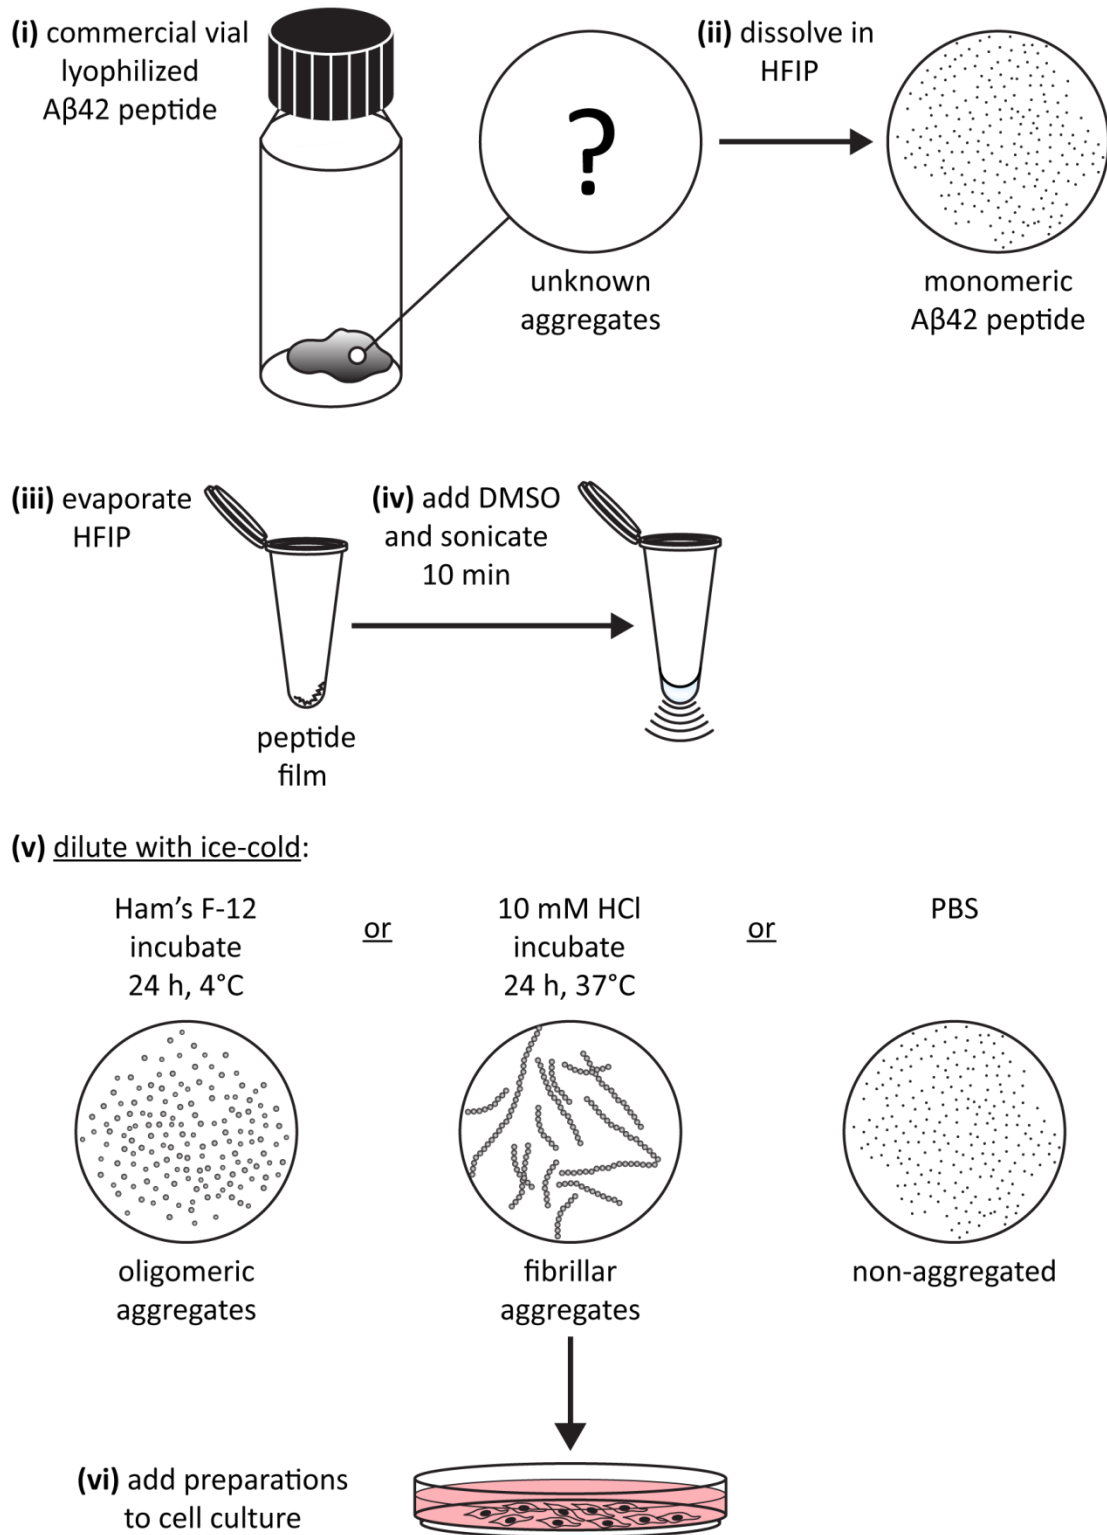 (i) commercial vial
lyophilized
Aβ42 peptide
?
unknown
aggregates
(ii) dissolve in
HFIP
monomeric
Aβ42 peptide
(iii) evaporate
HFIP
peptide
film
(iv) add DMSO
and sonicate
10 min
(v) dilute with ice-cold:
Ham’s F-12
incubate
24 h, 4°C
or
10 mM HCl
incubate
24 h, 37°C
or
PBS
oligomeric
aggregates
fibrillar
aggregates
non-aggregated
(vi) add preparations
to cell culture